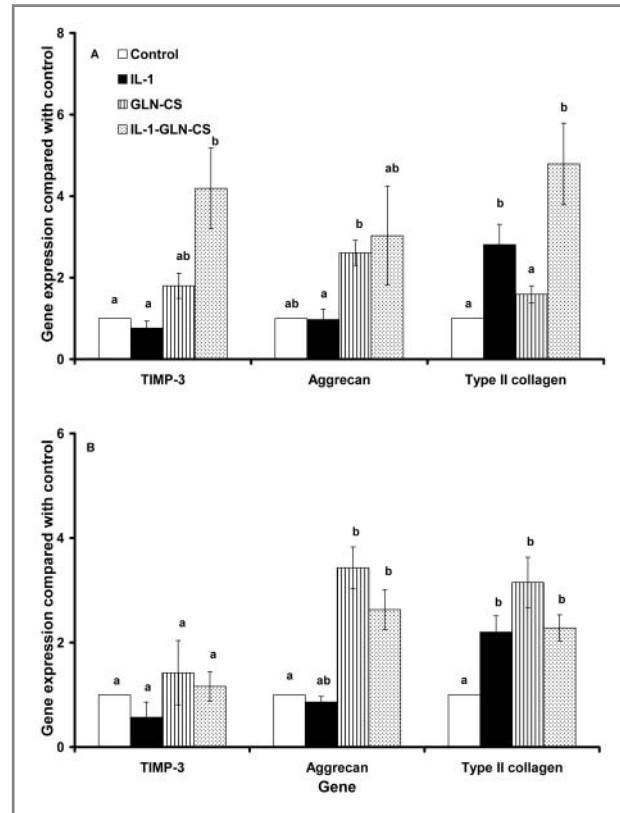 8
A
Control
IL-1
GLN-CS
IL-1-GLN-CS
Gene expression compared with control
6
4
2
0
a
a
ab
b
ab
a
b
ab
a
b
a
b
TIMP-3 Aggrecan Type II collagen
6
B
Gene expression compared with control
4
2
0
a
a
a
a
a
ab
b
b
a
b
b
b
TIMP-3 Aggrecan Type II collagen
Gene